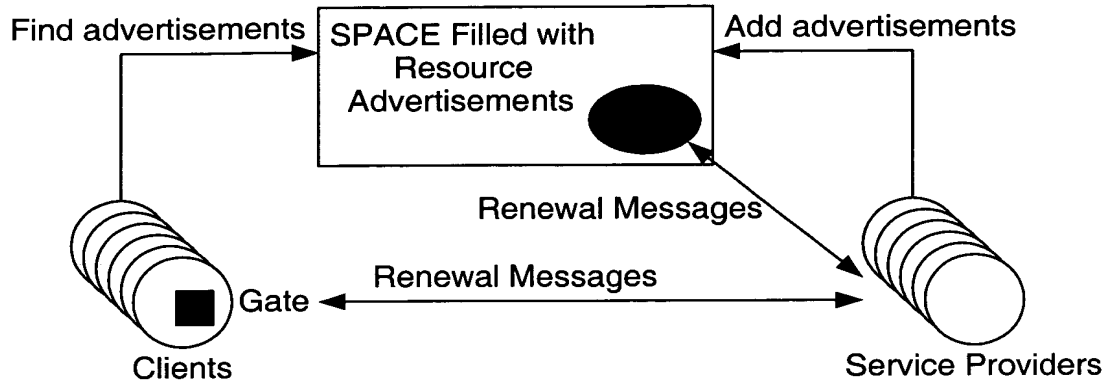 Find advertisements
SPACE Filled with
Resource
Advertisements
Add advertisements
Renewal Messages
Renewal Messages
Gate
Clients
Service Providers